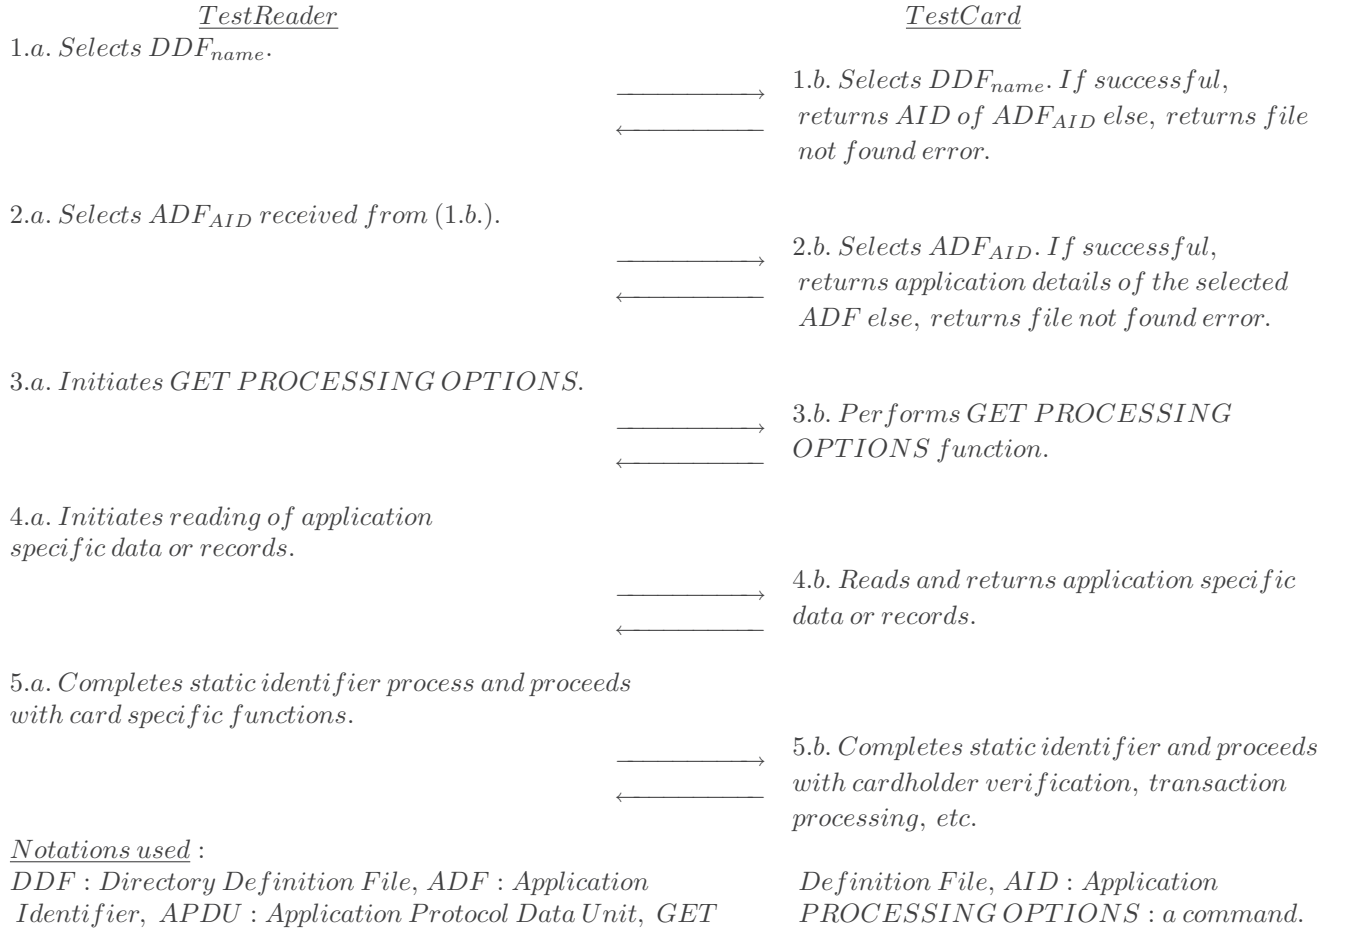 TestReader TestCard
1.a. Selects DDF_name.
1.b. Selects DDF_name. If successful,
returns AID of ADF_AID else, returns file
not found error.
2.a. Selects ADF_AID received from (1.b.).
2.b. Selects ADF_AID. If successful,
returns application details of the selected
ADF else, returns file not found error.
3.a. Initiates GET PROCESSING OPTIONS.
3.b. Performs GET PROCESSING
OPTIONS function.
4.a. Initiates reading of application
specific data or records.
4.b. Reads and returns application specific
data or records.
5.a. Completes static identifier process and proceeds
with card specific functions.
5.b. Completes static identifier and proceeds
with cardholder verification, transaction
processing, etc.
Notations used :
DDF : Directory Definition File, ADF : Application Definition File, AID : Application
Identifier, APDU : Application Protocol Data Unit, GET PROCESSING OPTIONS : a command.